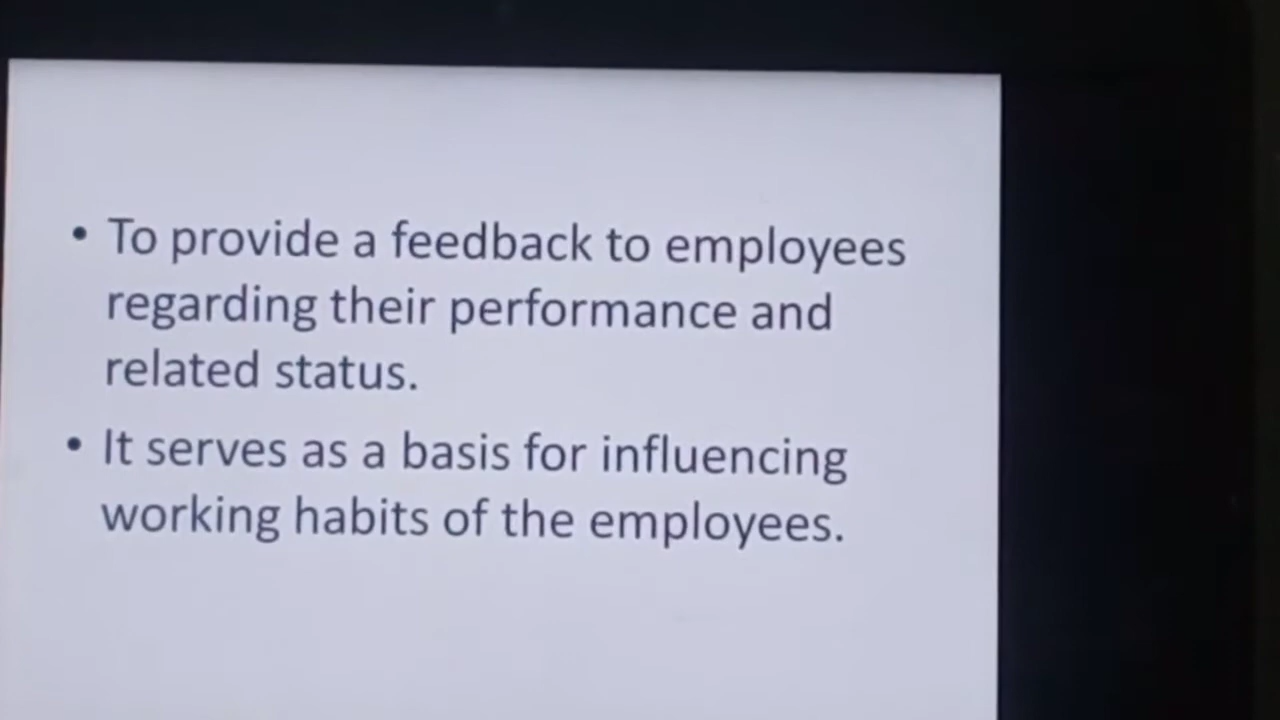 • To provide a feedback to employees
regarding their performance and
related status.
• It serves as a basis for influencing
working habits of the employees.